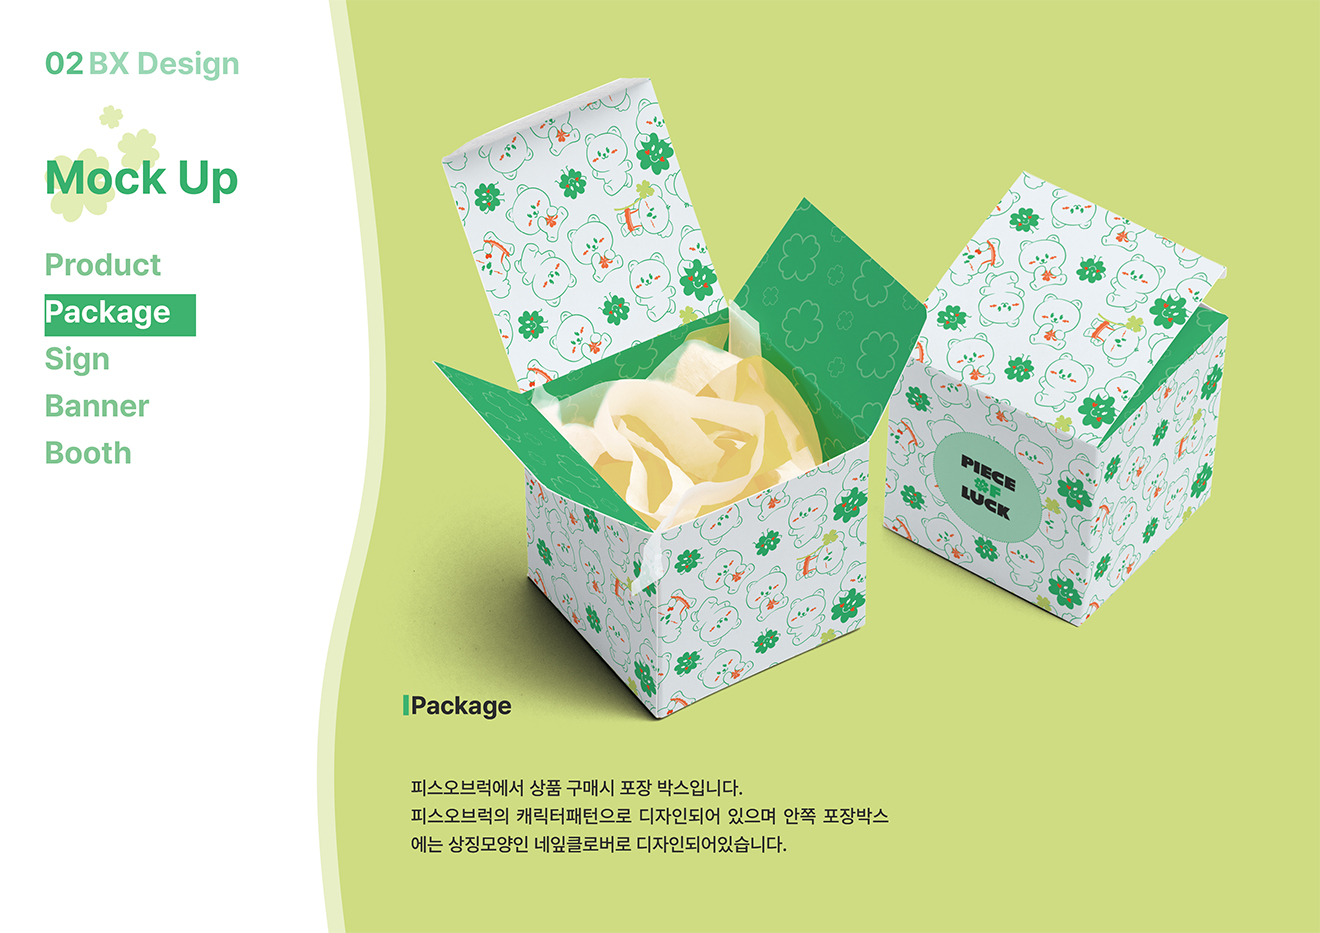 02 BX Design
Mock Up
Product
Package
Sign
Banner
Booth
PIECE
OF
LUCK
Package
피스오브럭에서 상품 구매시 포장 박스입니다.
피스오브럭의 캐릭터패턴으로 디자인되어 있으며 안쪽 포장박스
에는 상징모양인 네잎클로버로 디자인되어있습니다.